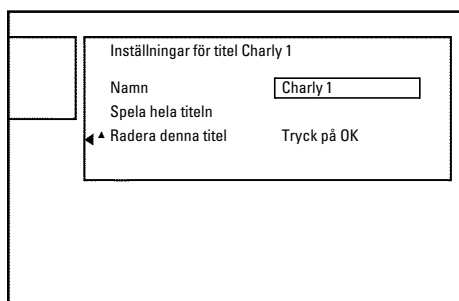 Inställningar för titel Charly 1
Namn Charly 1
Spela hela titeln
Radera denna titel Tryck på OK